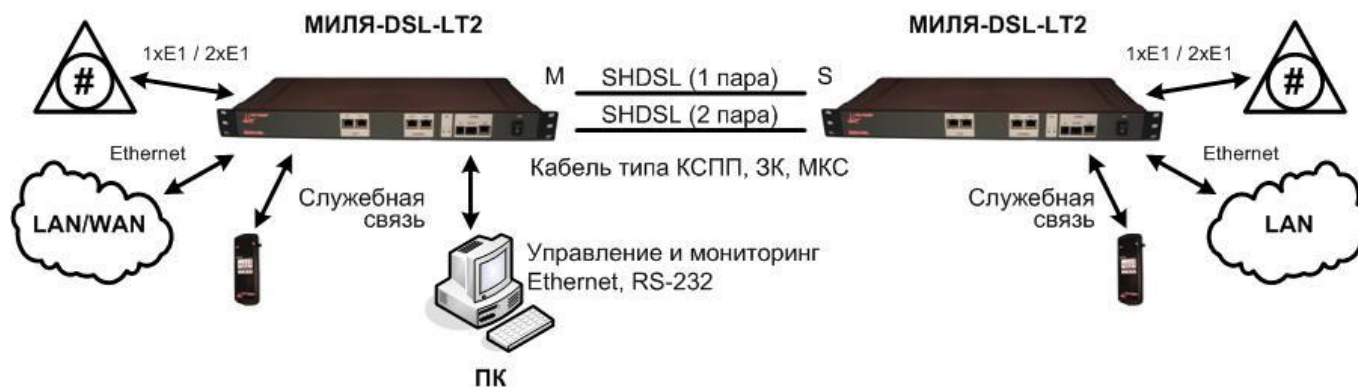 МИЛЯ-DSL-LT2
МИЛЯ-DSL-LT2
1xE1 / 2xE1
M
SHDSL (1 пара)
S
1xE1 / 2xE1
#
#
SHDSL (2 пара)
Ethernet
Кабель типа КСПП, ЗК, МКС
Ethernet
LAN/WAN
Служебная
связь
Служебная
связь
LAN
Управление и мониторинг
Ethernet, RS-232
ПК